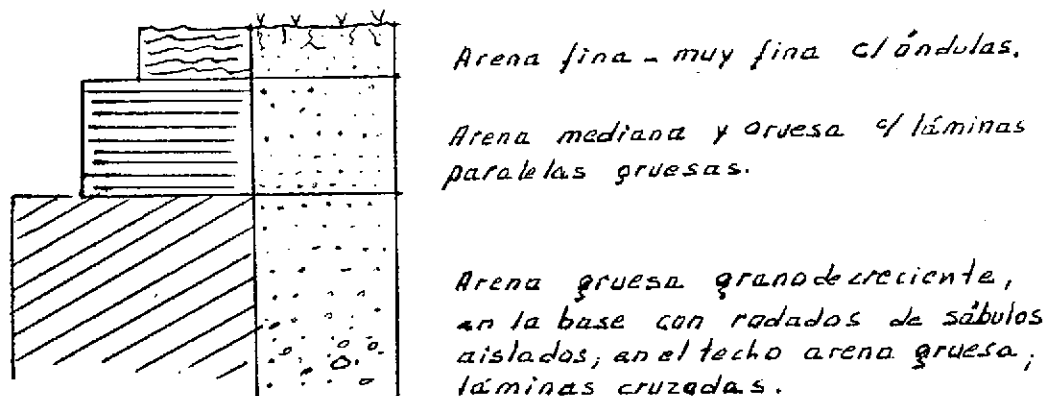 Arena fina - muy fina c/ óndulas.
Arena mediana y gruesa c/ láminas
paralelas gruesas.
Arena gruesa granodecreciente,
en la base con rodados de sábulos
aislados, en el techo arena gruesa,
láminas cruzadas.